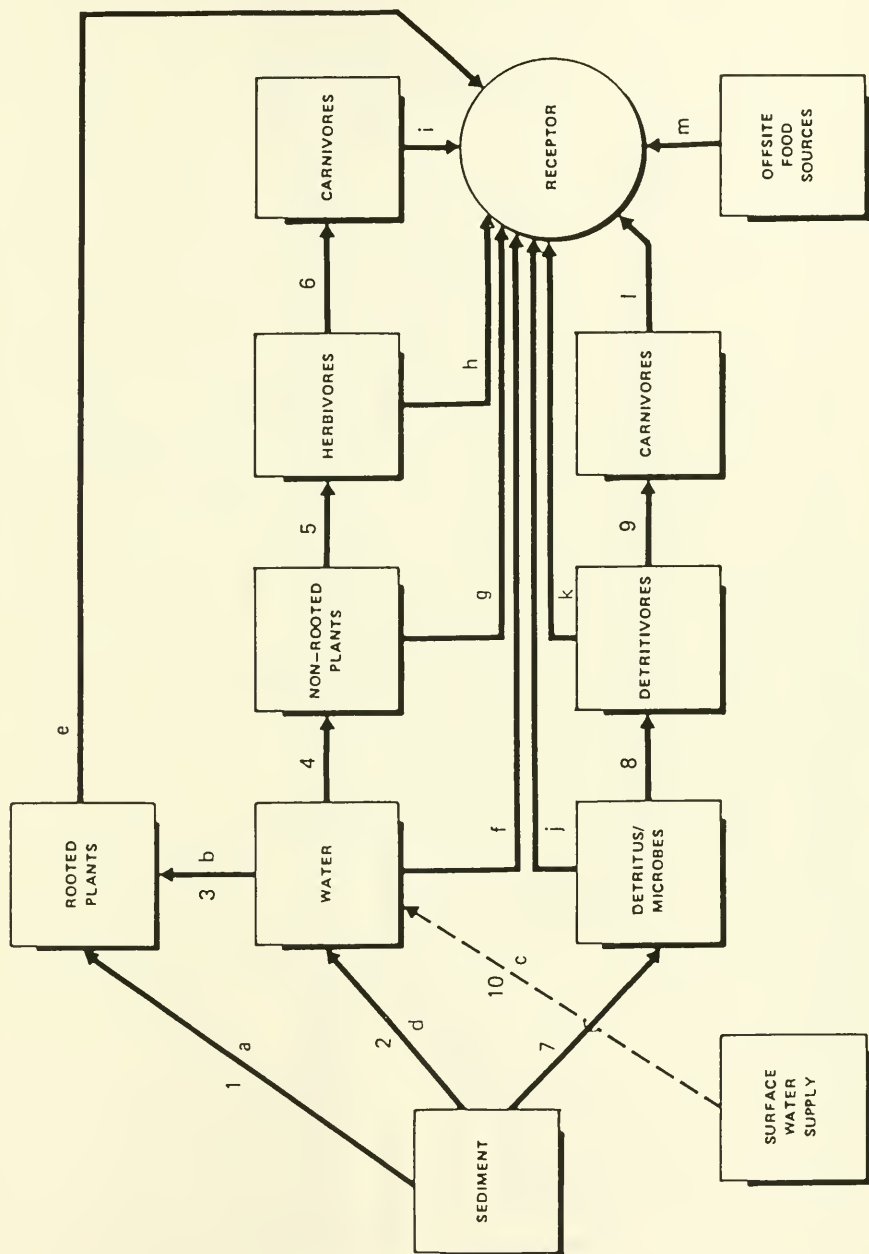 e
ROOTED
PLANTS
1
a
3
b
WATER
4
NON-ROOTED
PLANTS
5
HERBIVORES
6
CARNIVORES
i
h
g
f
RECEPTOR
SEDIMENT
2
d
7
10
c
j
k
l
m
DETRITUS/
MICROBES
8
DETRITIVORES
9
CARNIVORES
SURFACE
WATER
SUPPLY
OFFSITE
FOOD
SOURCES